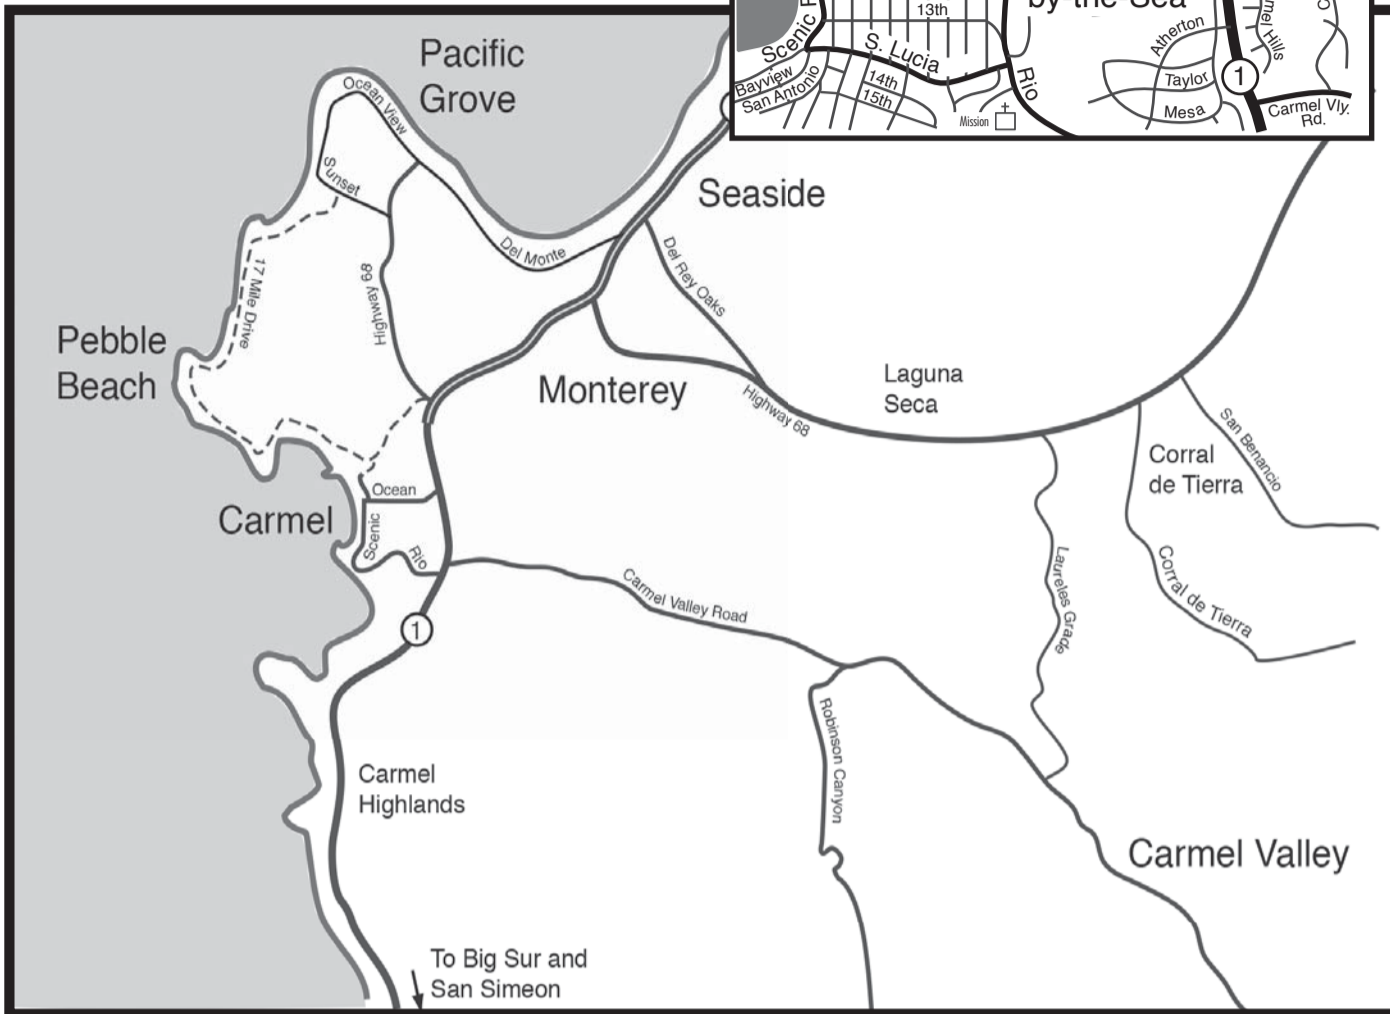 Pacific
Grove
Ocean View
Sunset
17 Mile Drive
Highway 68
Del Monte
Seaside
Del Rey Oaks
Pebble
Beach
Monterey
Highway 68
Laguna
Seca
San Benancio
Corral
de Tierra
Corral de Tierra
Laureles Grade
Carmel
Ocean
Scenic
Rio
Carmel Valley Road
1
Robinson Canyon
Carmel
Highlands
Carmel Valley
To Big Sur and
San Simeon
by-the-Sea
13th
Scenic
S. Lucia
Bayview
San Antonio
14th
15th
Mission
Rio
Atherton
Taylor
Mesa
1
Hills
Carmel Vly.
Rd.